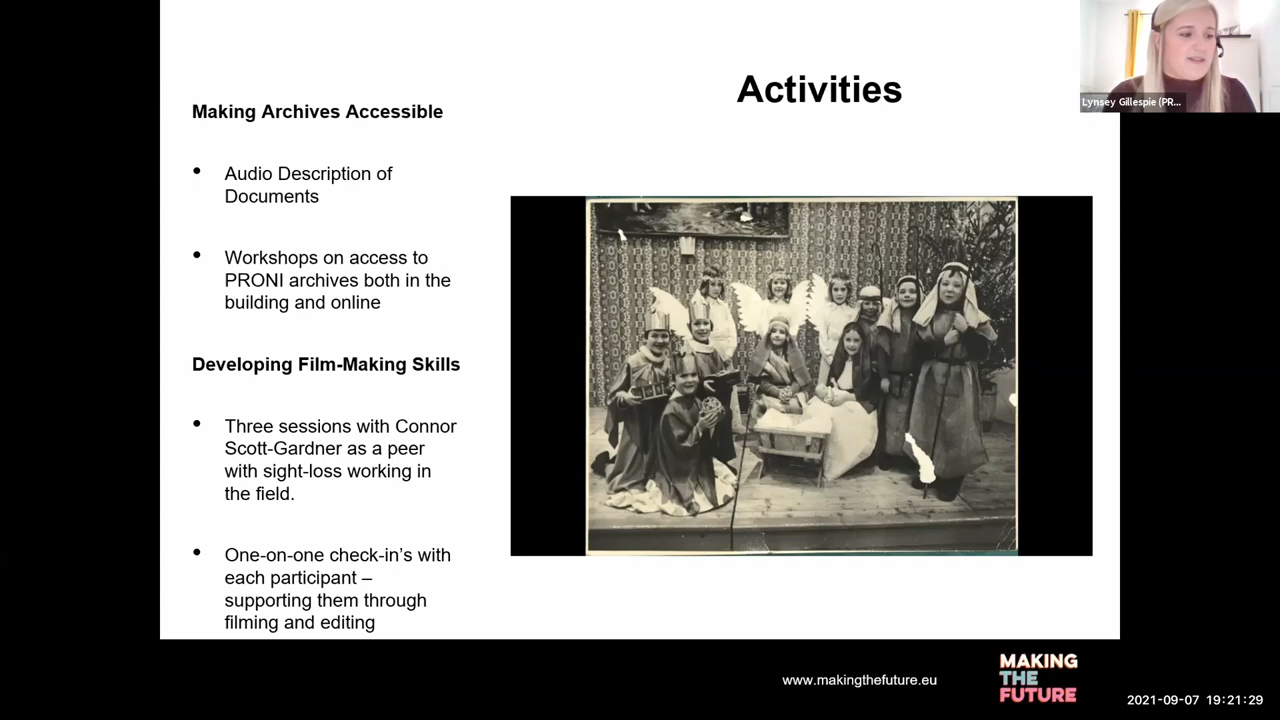 Activities
Making Archives Accessible
• Audio Description of
Documents
• Workshops on access to
PRONI archives both in the
building and online
Developing Film-Making Skills
• Three sessions with Connor
Scott-Gardner as a peer
with sight-loss working in
the field.
• One-on-one check-in’s with
each participant –
supporting them through
filming and editing
Lynsey Gillespie (PR...
www.makingthefuture.eu
MAKING
THE
FUTURE
2021-09-07 19:21:29